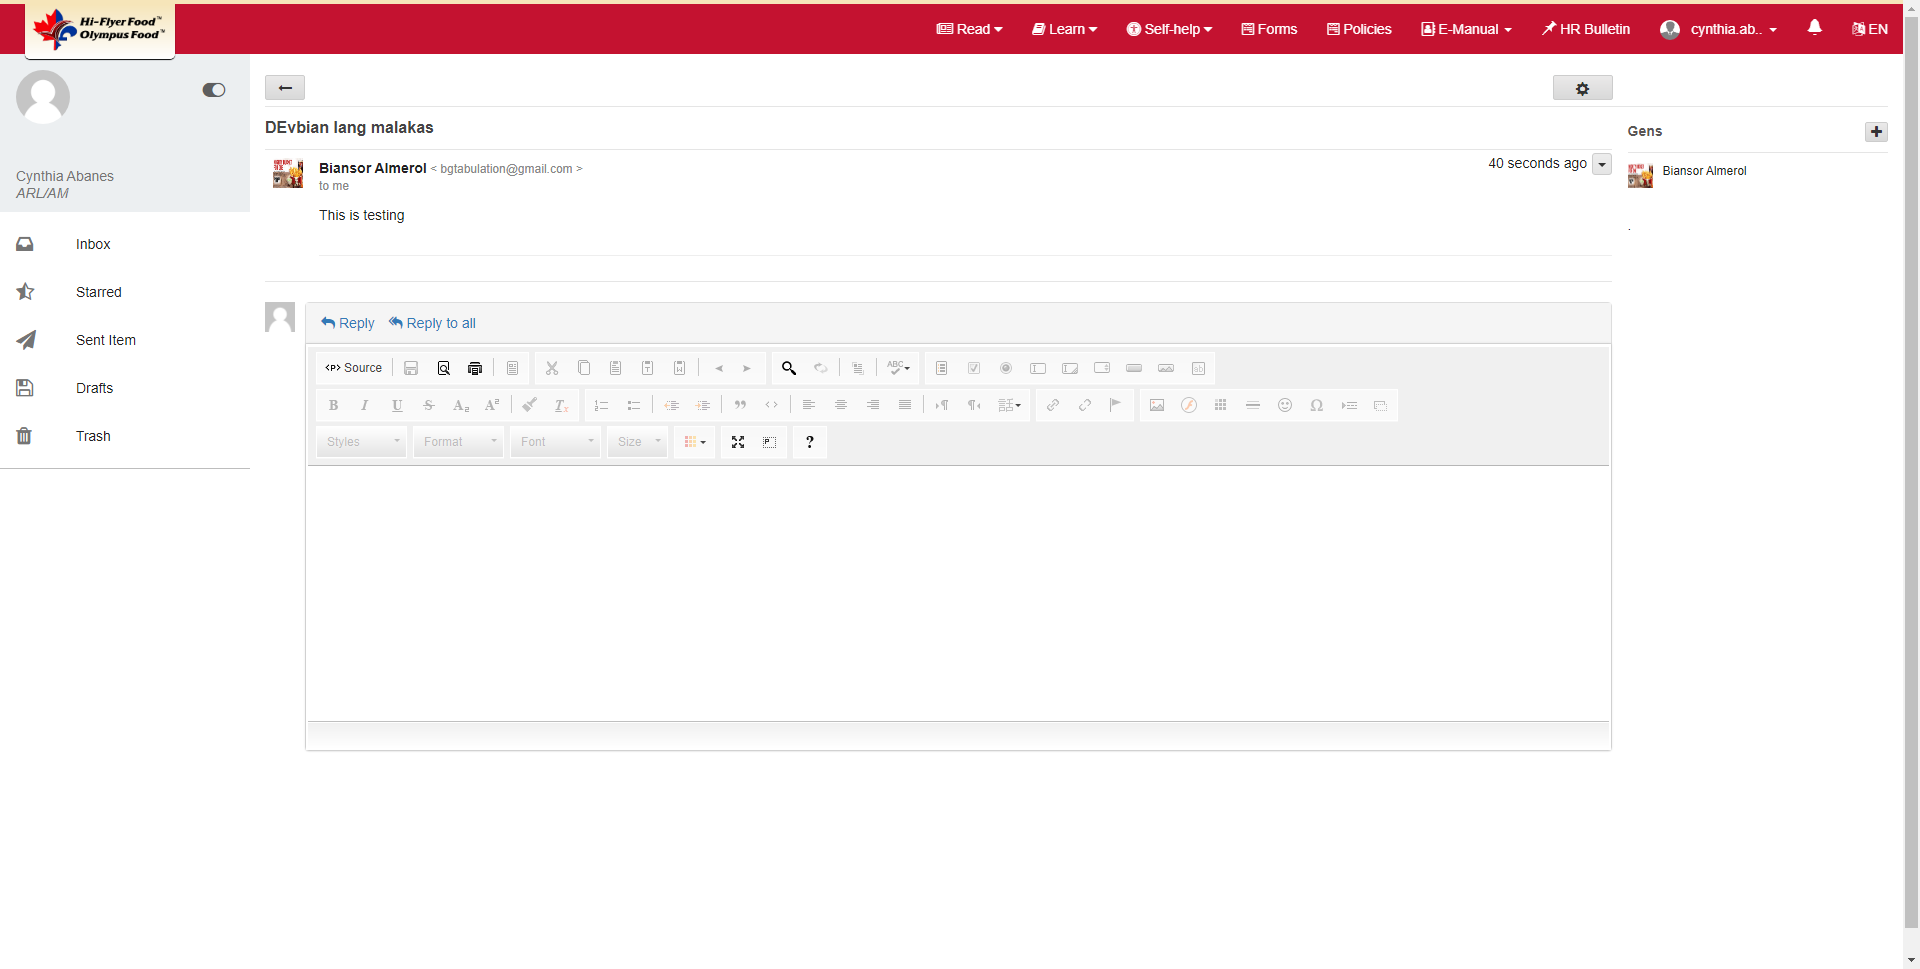 Hi-Flyer Food™
Olympus Food™
Read
Learn
Self-help
Forms
Policies
E-Manual
HR Bulletin
cynthia.ab..
EN
Cynthia Abanes
ARL/AM
Inbox
Starred
Sent Item
Drafts
Trash
DEvbian lang malakas
Biansor Almerol < bgtabulation@gmail.com >
40 seconds ago
to me
This is testing
Gens
Biansor Almerol
.
Reply Reply to all
Source
ABC
B I U S
Styles Format Font Size ?